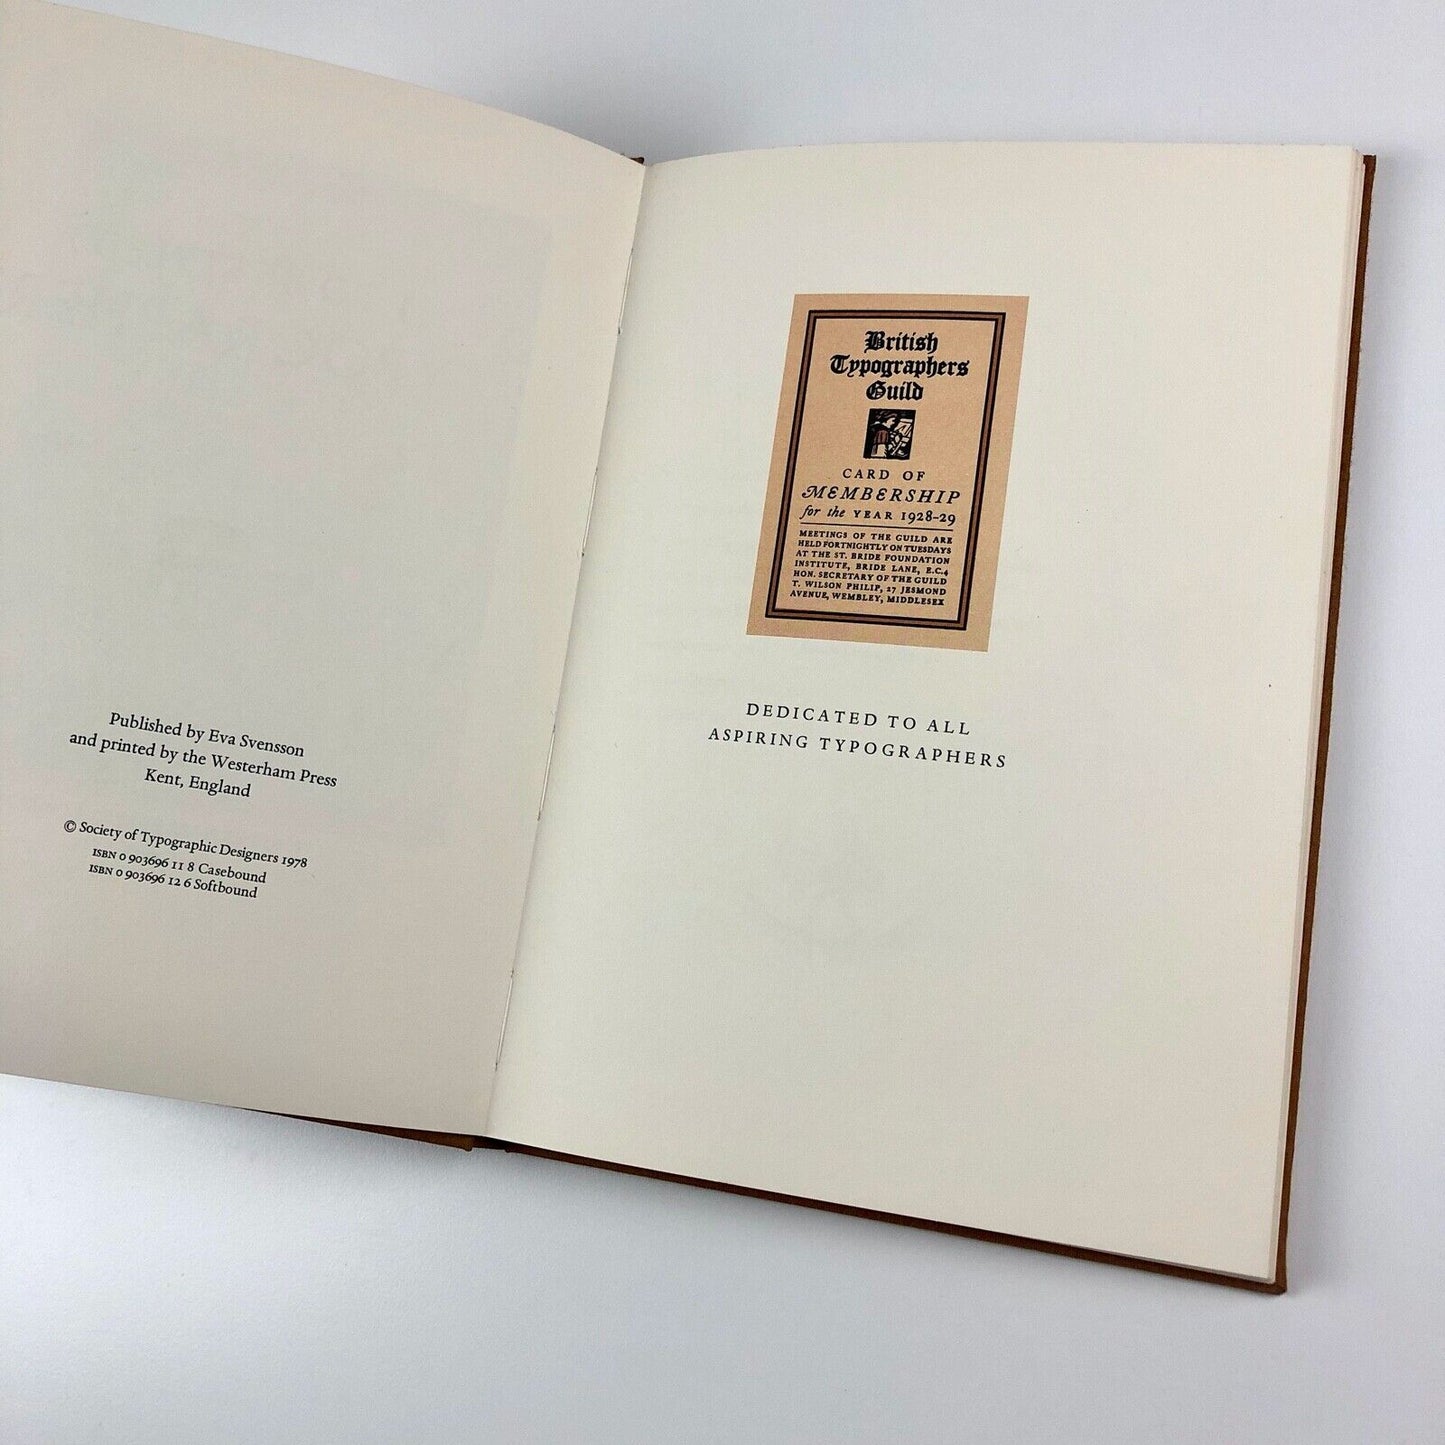 Published by Eva Svensson
and printed by the Westerham Press
Kent, England
© Society of Typographic Designers 1978
ISBN 0 903696 11 8 Casebound
ISBN 0 903696 12 6 Softbound
British
Typographers
Guild
CARD OF
MEMBERSHIP
for the YEAR 1928–29
MEETINGS OF THE GUILD ARE
HELD FORTNIGHTLY ON TUESDAYS
AT THE ST. BRIDE FOUNDATION
INSTITUTE, BRIDE LANE, E.C.4
HON. SECRETARY OF THE GUILD
T. WILSON PHILIP, 27 JESMOND
AVENUE, WEMBLEY, MIDDLESEX
DEDICATED TO ALL
ASPIRING TYPOGRAPHERS